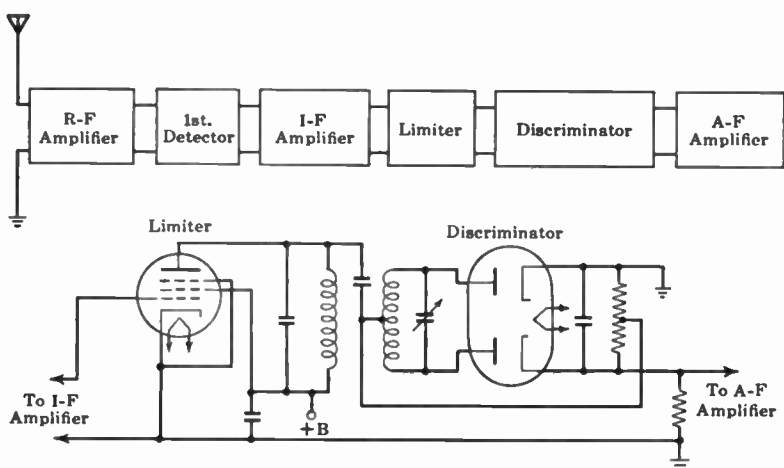 R-F
Amplifier
1st.
Detector
I-F
Amplifier
Limiter
Discriminator
A-F
Amplifier
Limiter
Discriminator
To I-F
Amplifier
+B
To A-F
Amplifier